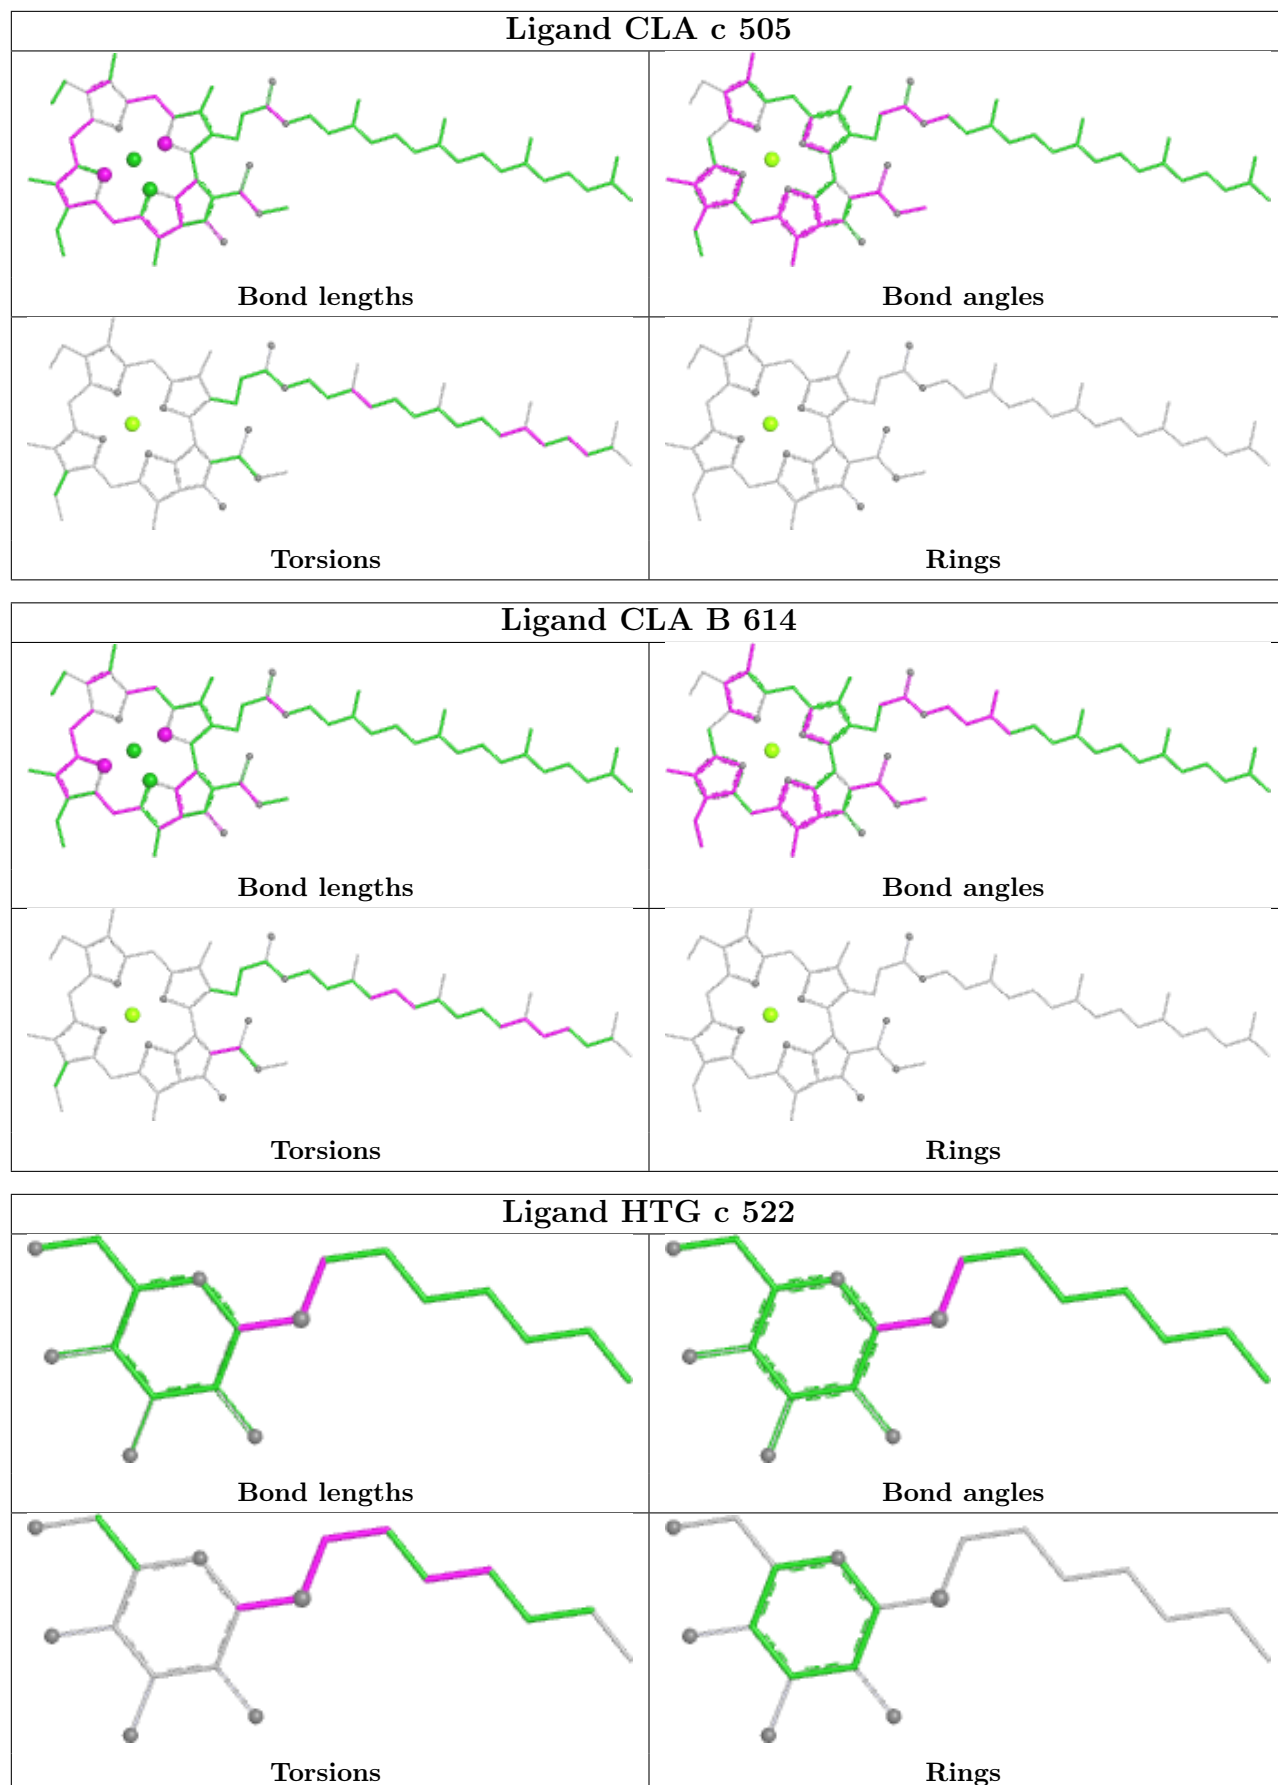 Ligand CLA c 505
Bond lengths
Bond angles
Torsions
Rings
Ligand CLA B 614
Bond lengths
Bond angles
Torsions
Rings
Ligand HTG c 522
Bond lengths
Bond angles
Torsions
Rings